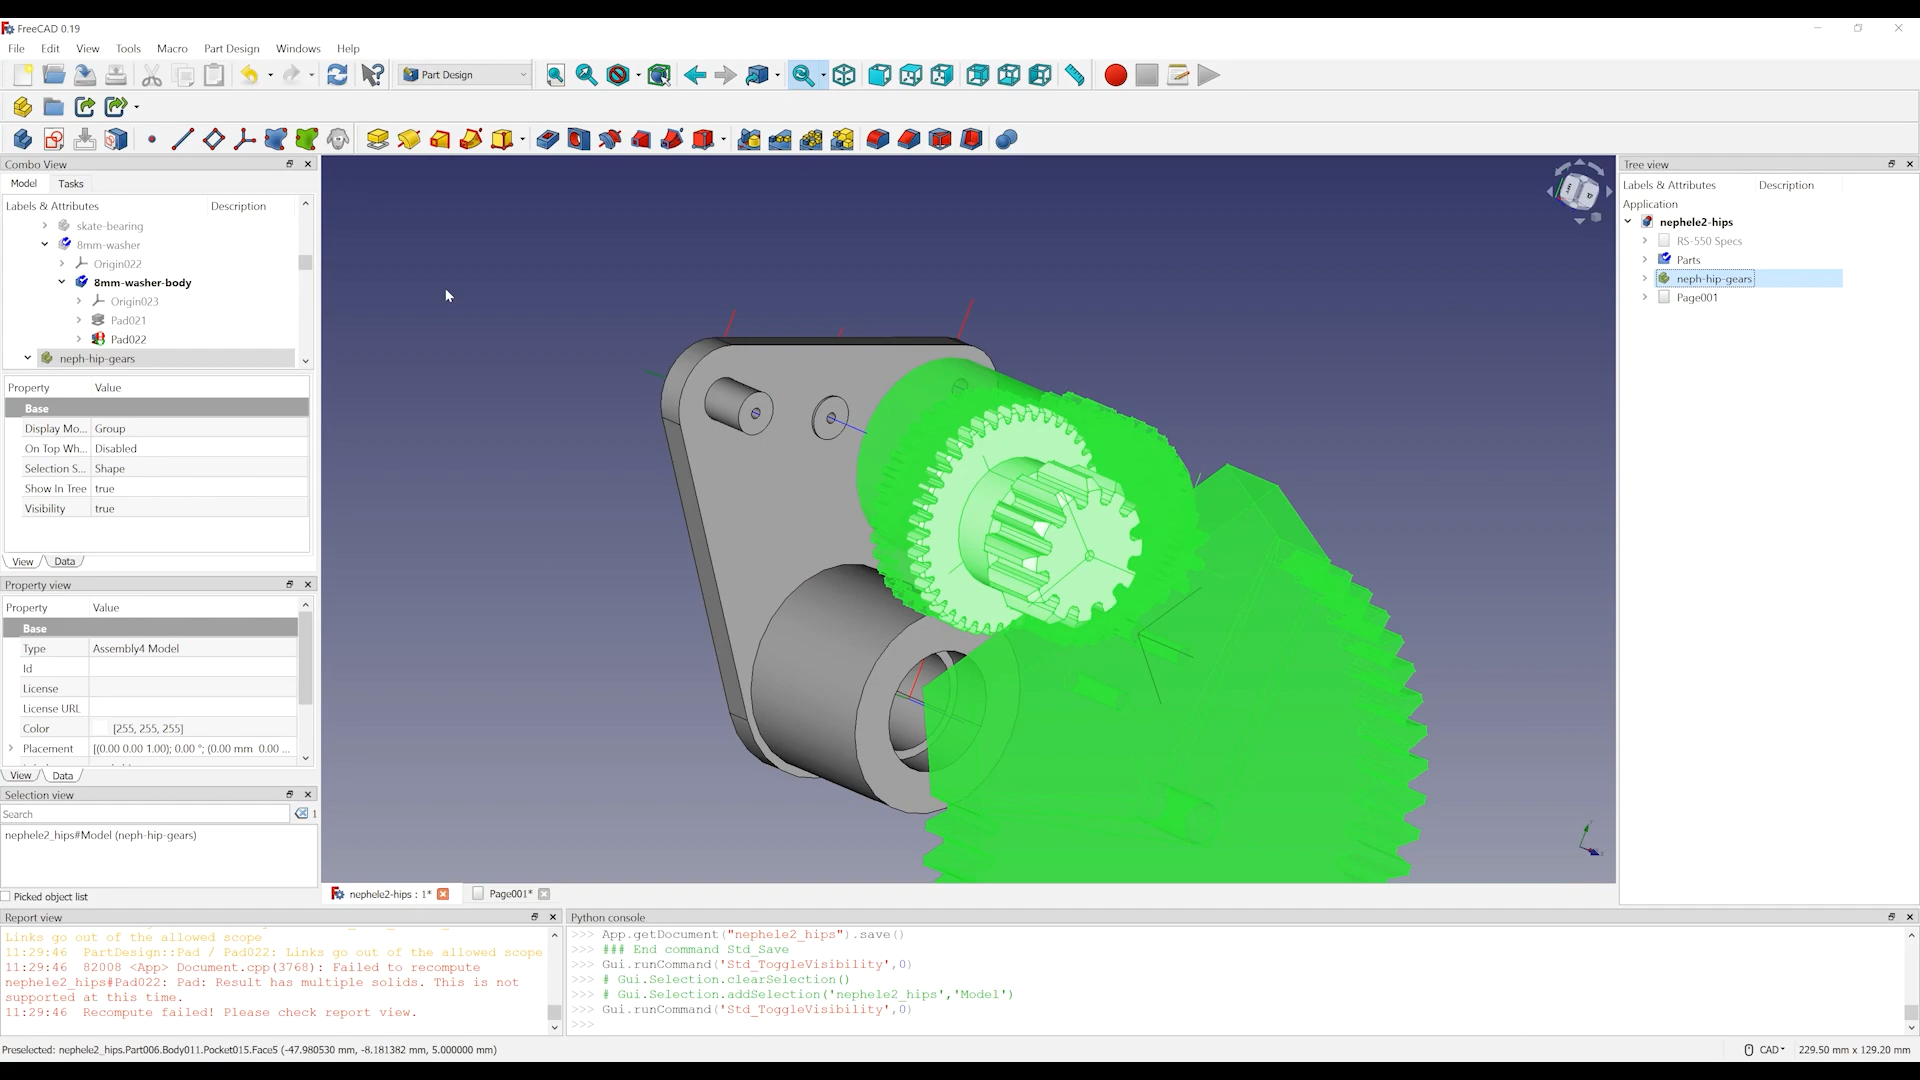 FreeCAD 0.19
File Edit View Tools Macro Part Design Windows Help
Part Design
Combo View
Model Tasks
Labels & Attributes Description
skate-bearing
8mm-washer
Origin022
8mm-washer-body
Origin023
Pad021
Pad022
neph-hip-gears
Property Value
Base
Display Mo... Group
On Top Wh... Disabled
Selection S... Shape
Show In Tree true
Visibility true
View Data
Property view
Property Value
Base
Type Assembly4 Model
Id
License
License URL
Color [255, 255, 255]
Placement [(0.00 0.00 1.00); 0.00 °; (0.00 mm 0.00 ...
View Data
Selection view
Search
1
nephele2_hips#Model (neph-hip-gears)
Picked object list
nephele2-hips : 1*
Page001*
Tree view
Labels & Attributes Description
Application
nephele2-hips
RS-550 Specs
Parts
neph-hip-gears
Page001
Report view
Links go out of the allowed scope
11:29:46 PartDesign::Pad / Pad022: Links go out of the allowed scope
11:29:46 82008 <App> Document.cpp(3768): Failed to recompute
nephele2_hips#Pad022: Pad: Result has multiple solids. This is not
supported at this time.
11:29:46 Recompute failed! Please check report view.
Python console
>>> App.getDocument("nephele2_hips").save()
>>> ### End command Std_Save
>>> Gui.runCommand('Std_ToggleVisibility',0)
>>> # Gui.Selection.clearSelection()
>>> # Gui.Selection.addSelection('nephele2_hips','Model')
>>> Gui.runCommand('Std_ToggleVisibility',0)
>>>
Preselected: nephele2_hips.Part006.Body011.Pocket015.Face5 (-47.980530 mm, -8.181382 mm, 5.000000 mm)
CAD
229.50 mm x 129.20 mm